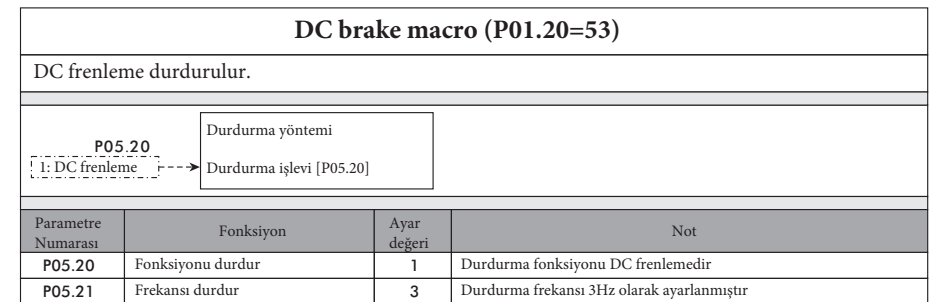 DC brake macro (P01.20=53)
DC frenleme durdurulur.
Durdurma yöntemi
P05.20
1: DC frenleme
Durdurma işlevi [P05.20]
Parametre Numarası Fonksiyon Ayar değeri Not
P05.20 Fonksiyonu durdur 1 Durdurma fonksiyonu DC frenlemedir
P05.21 Frekansı durdur 3 Durdurma frekansı 3Hz olarak ayarlanmıştır